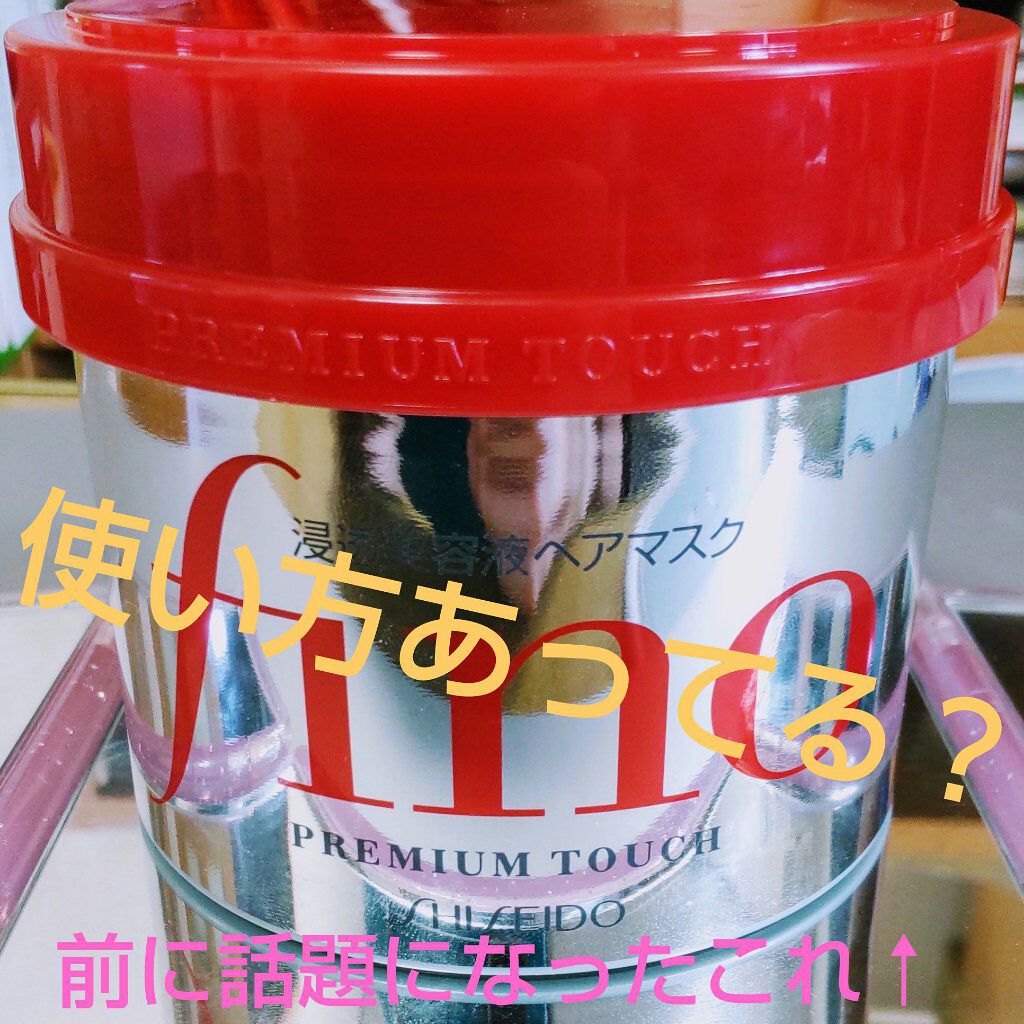 PREMIUM TOUCH
浸透美容液ヘアマスク
fino
使い方あってる?
PREMIUM TOUCH
SHISEIDO
前に話題になったこれ↑